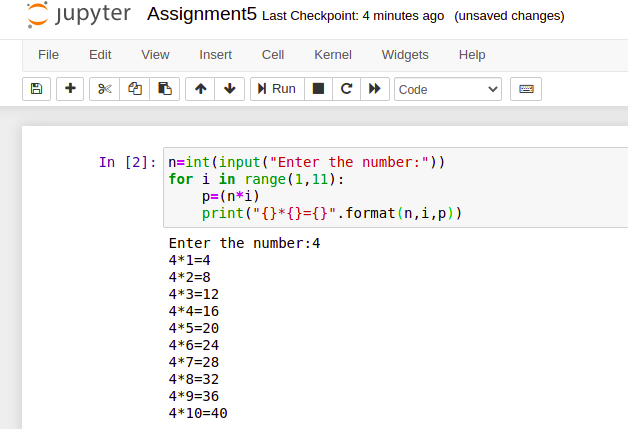 Jupyter Assignment5 Last Checkpoint: 4 minutes ago (unsaved changes)
File Edit View Insert Cell Kernel Widgets Help
Run Code
In [2]: n=int(input("Enter the number:"))
for i in range(1,11):
    p=(n*i)
    print("{}*{}={}".format(n,i,p))
Enter the number:4
4*1=4
4*2=8
4*3=12
4*4=16
4*5=20
4*6=24
4*7=28
4*8=32
4*9=36
4*10=40